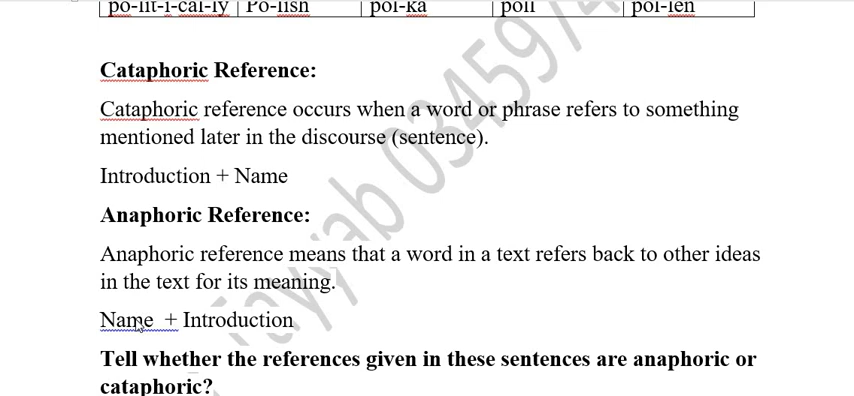 po-lit-i-cal-ly Po-lish pol-ka poll pol-len
Cataphoric Reference:
Cataphoric reference occurs when a word or phrase refers to something
mentioned later in the discourse (sentence).
Introduction + Name
Anaphoric Reference:
Anaphoric reference means that a word in a text refers back to other ideas
in the text for its meaning.
Name + Introduction
Tell whether the references given in these sentences are anaphoric or
cataphoric?